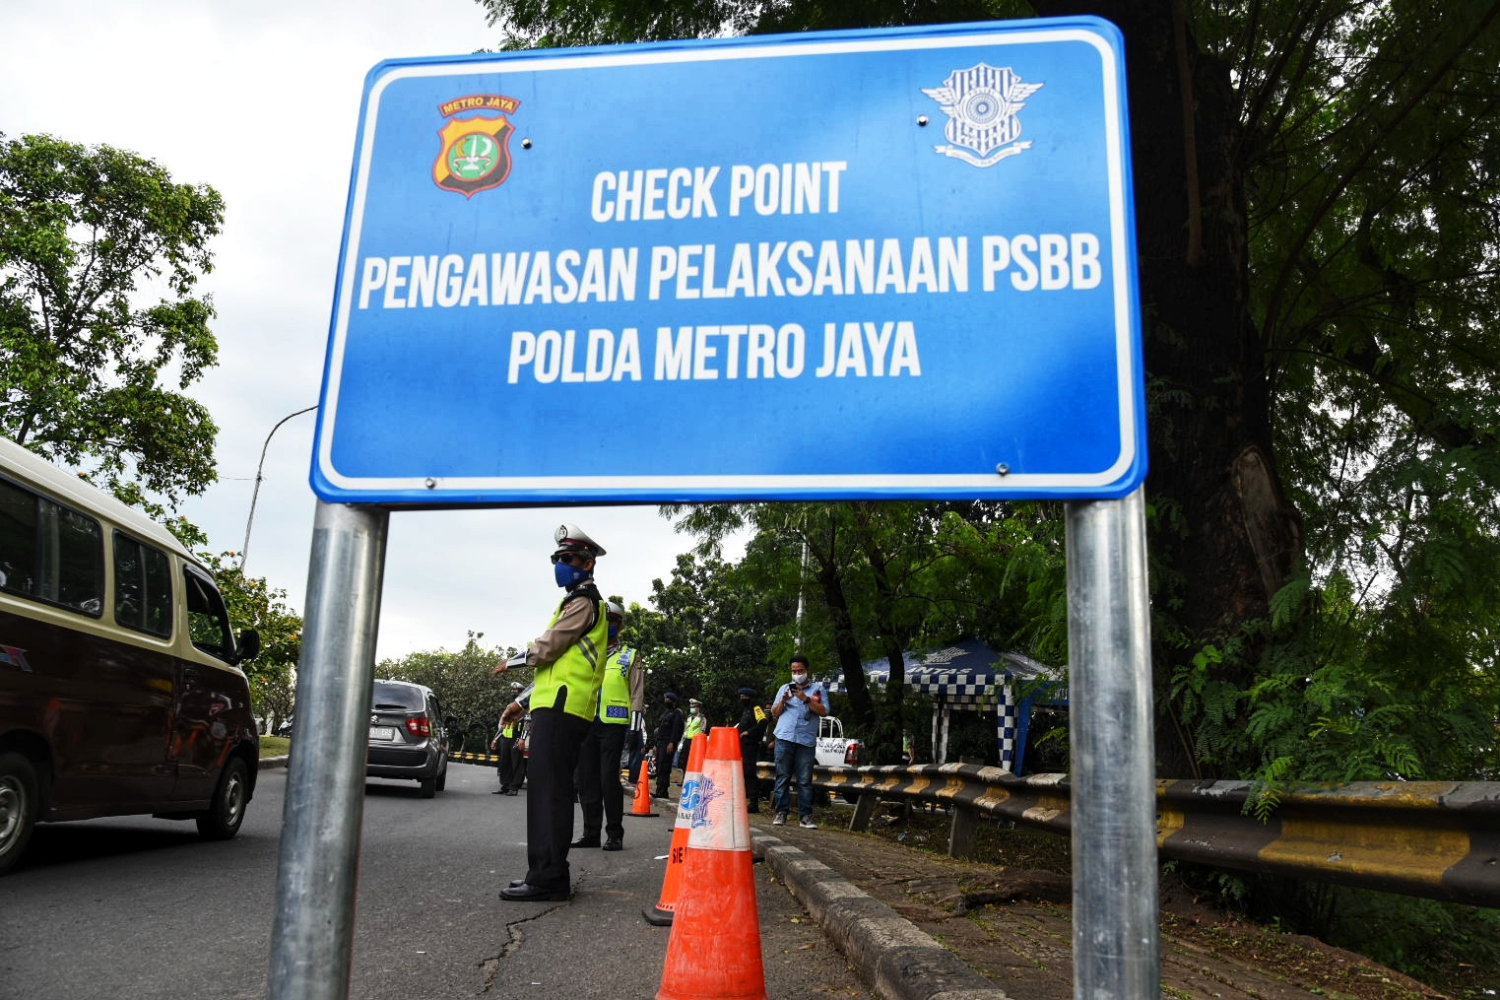 METRO JAYA
CHECK POINT
PENGAWASAN PELAKSANAAN PSBB
POLDA METRO JAYA